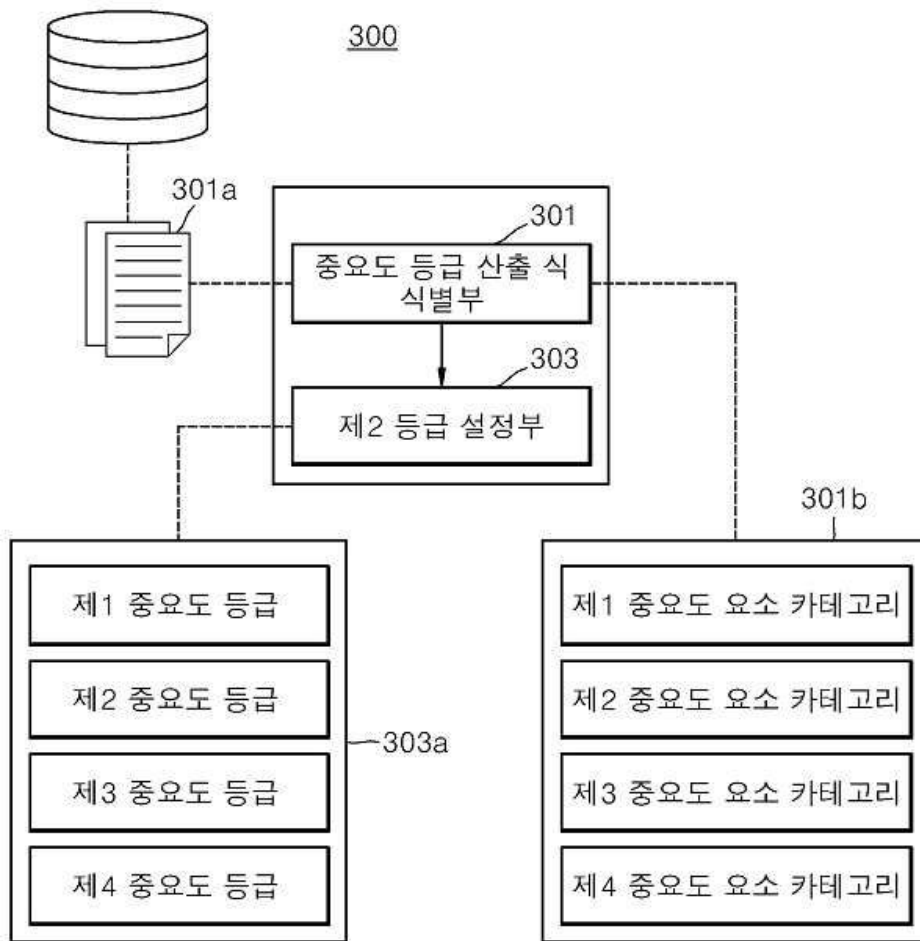 300
301a
301
중요도 등급 산출 식
식별부
303
제2 등급 설정부
301b
제1 중요도 등급
제2 중요도 등급
제3 중요도 등급
제4 중요도 등급
303a
제1 중요도 요소 카테고리
제2 중요도 요소 카테고리
제3 중요도 요소 카테고리
제4 중요도 요소 카테고리